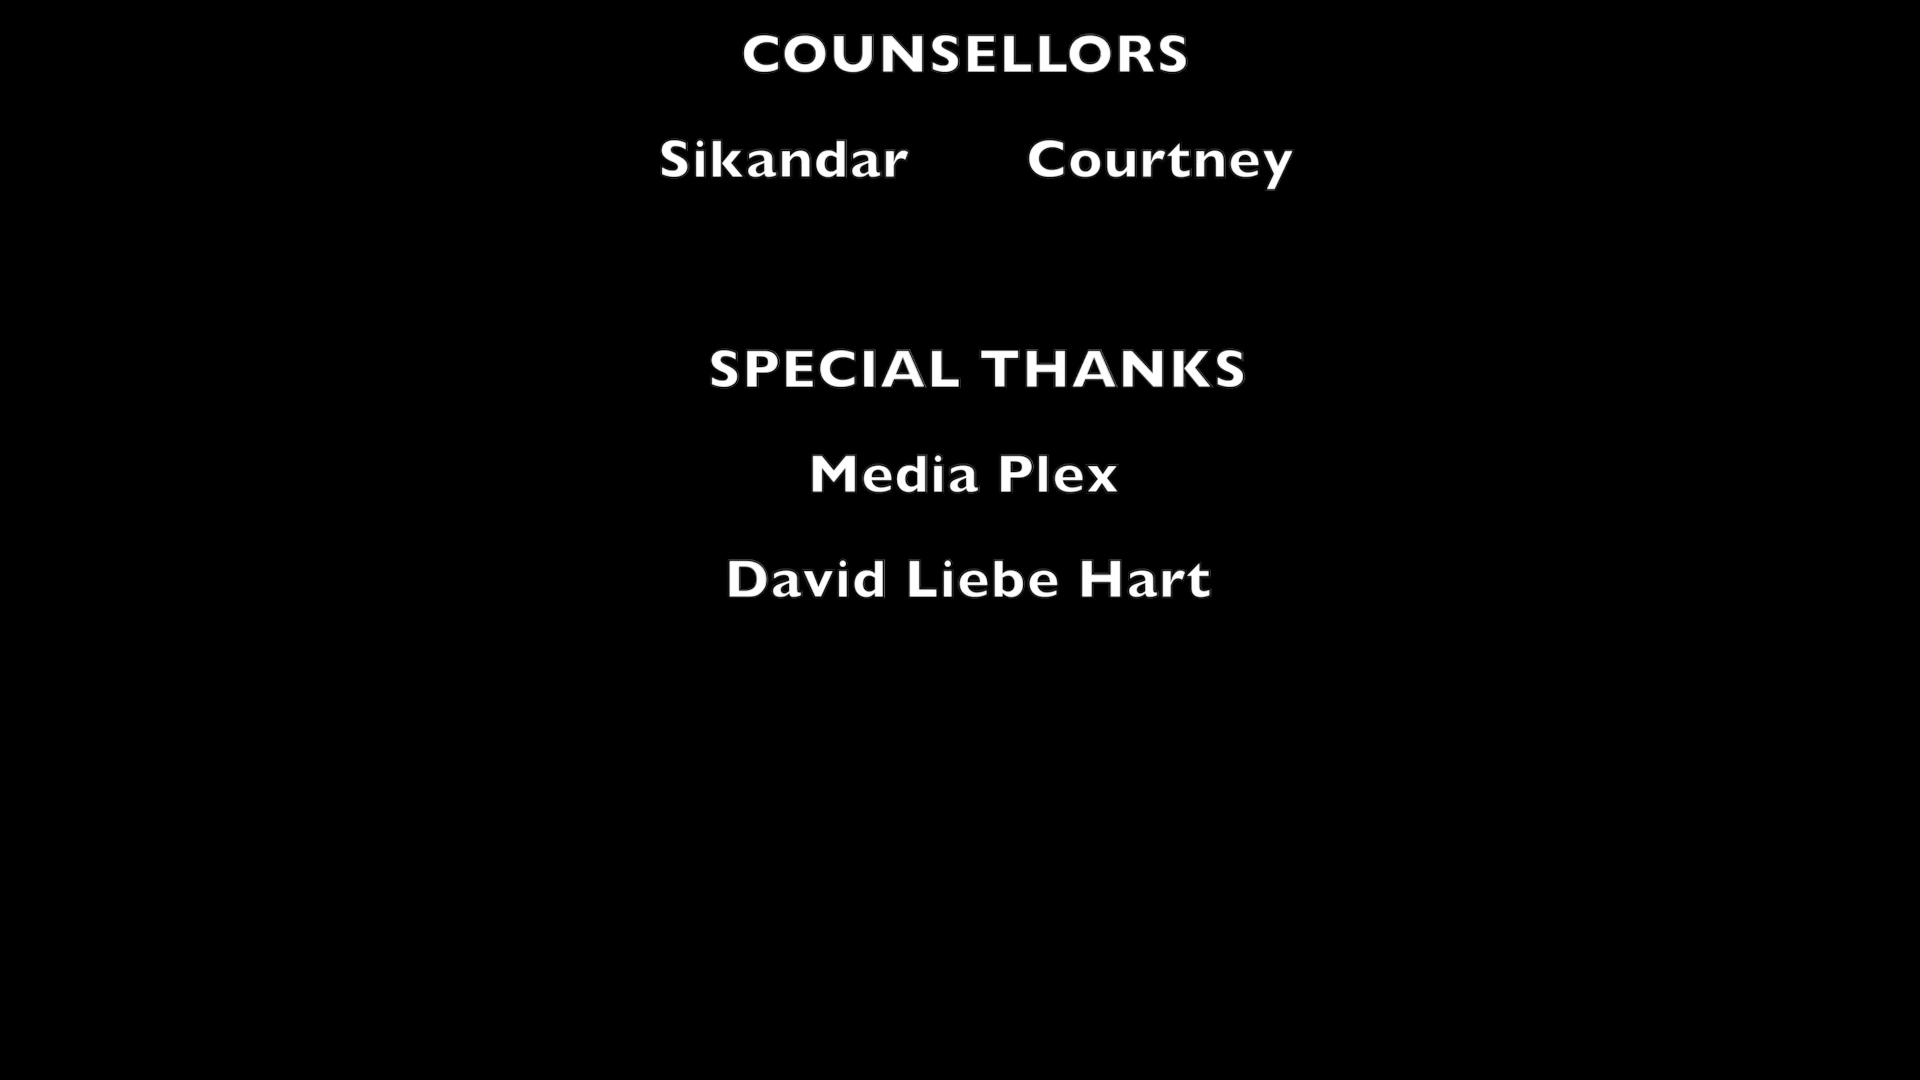 COUNSELLORS
Sikandar Courtney
SPECIAL THANKS
Media Plex
David Liebe Hart